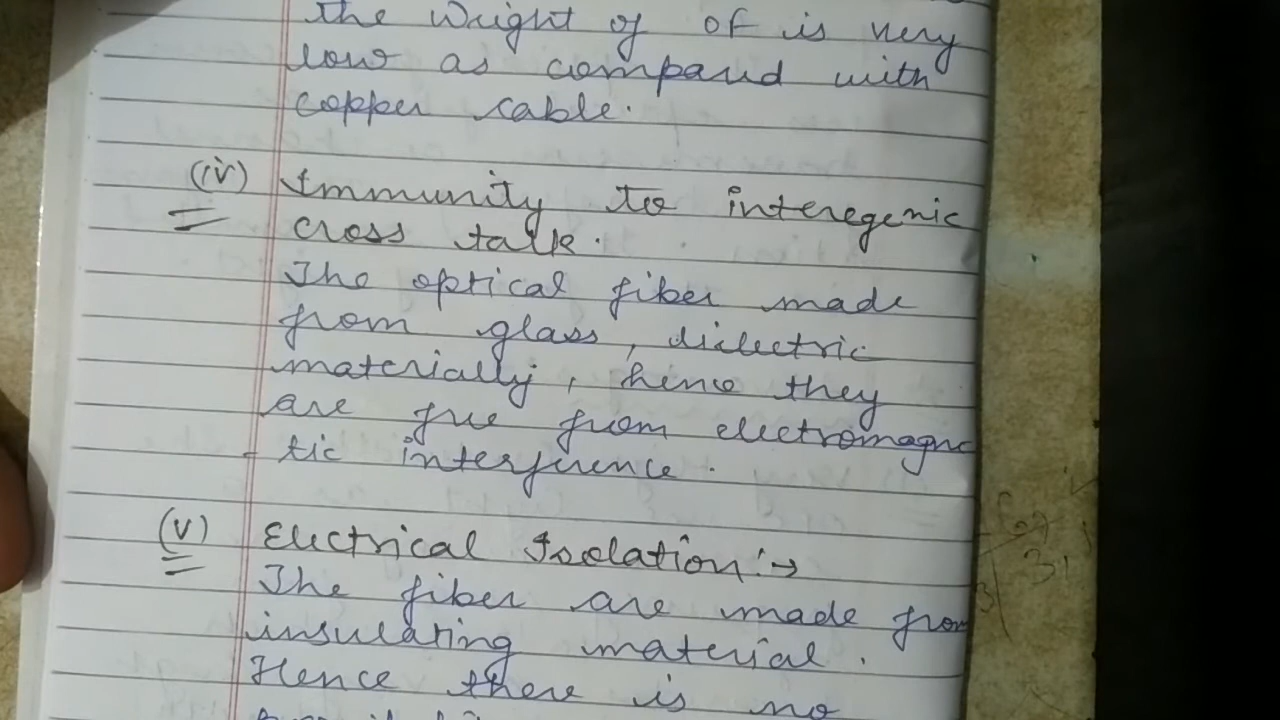 the weight of of is very
low as compared with
copper cable.
(iv) Immunity to interegenic
cross talk.
The optical fiber made
from glass, dielectric
materially, hence they
are free from electromagne
-tic interference.
(v) Electrical Isolation:→
The fiber are made from
insulating material.
Hence there is no